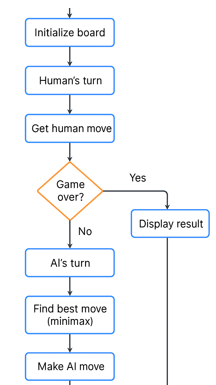 Initialize board
Human's turn
Get human move
Game
over?
Yes
Display result
No
AI's turn
Find best move
(minimax)
Make AI move